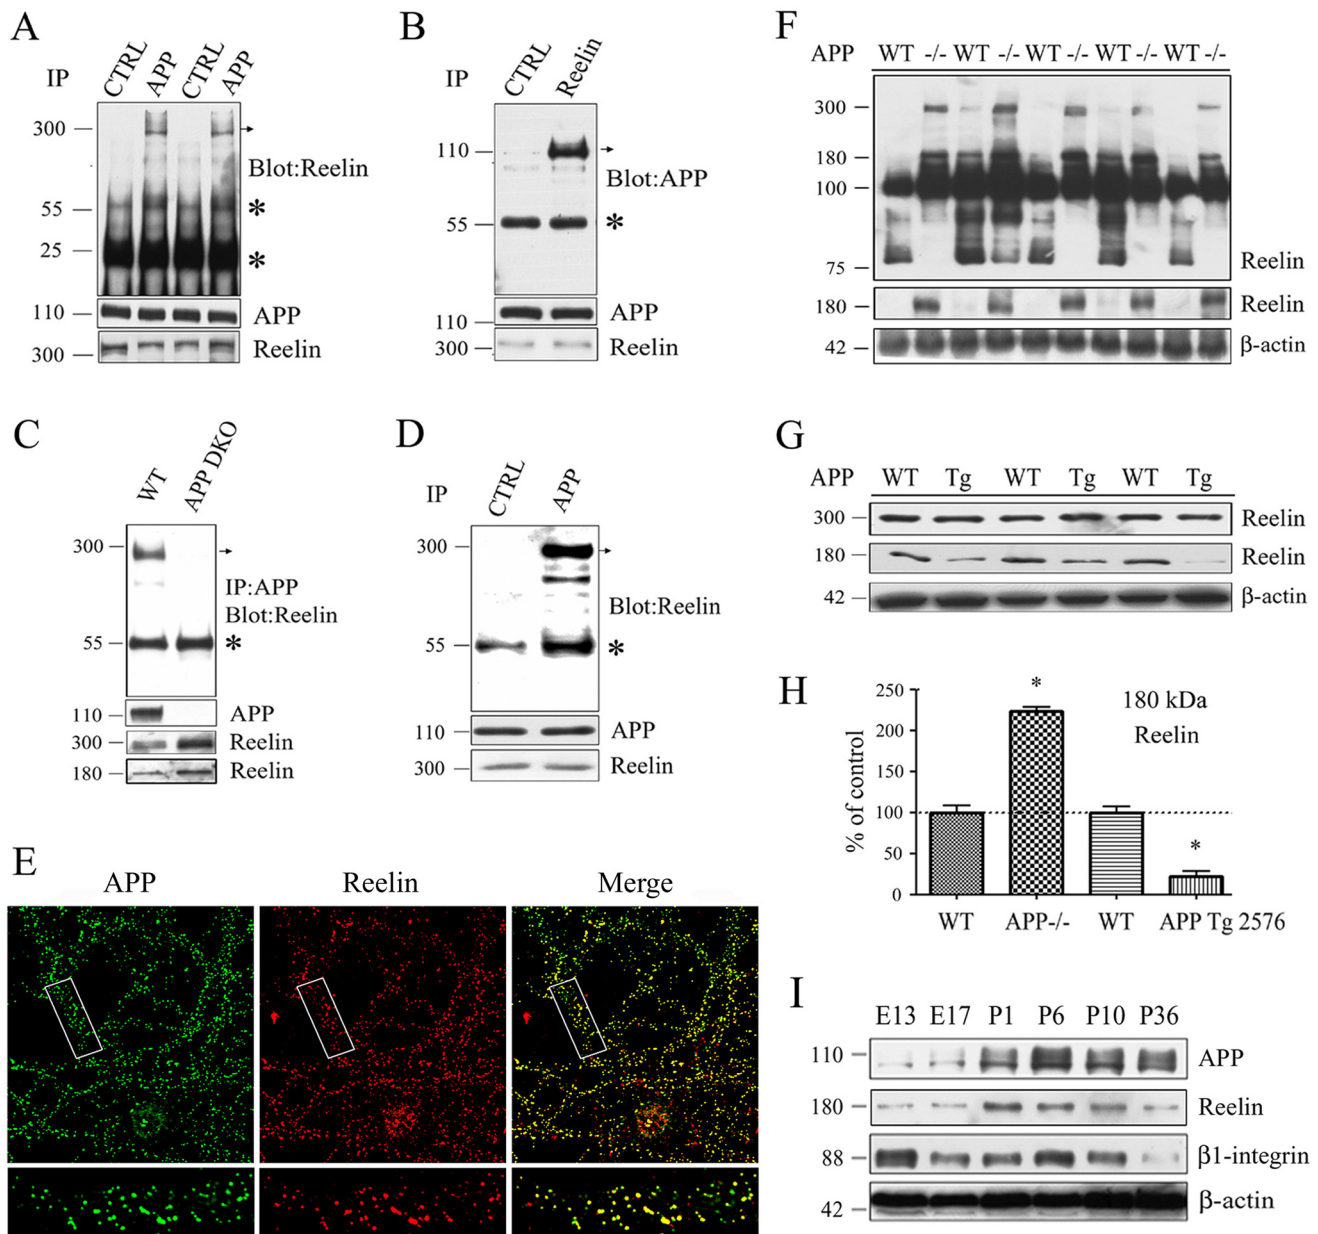 A
IP CTRL APP CTRL APP
300
Blot:Reelin
55 *
25 *
110 APP
300 Reelin
B
IP CTRL Reelin
110
Blot:APP
55 *
110 APP
300 Reelin
F
APP WT -/- WT -/- WT -/- WT -/- WT -/-
300
180
100
75 Reelin
180 Reelin
42 β-actin
C
WT APP DKO
300
IP:APP
Blot:Reelin
55 *
110 APP
300 Reelin
180 Reelin
D
IP CTRL APP
300
Blot:Reelin
55 *
110 APP
300 Reelin
G
APP WT Tg WT Tg WT Tg
300 Reelin
180 Reelin
42 β-actin
H
% of control
250
200
150
100
50
0
*
*
180 kDa
Reelin
WT APP-/- WT APP Tg 2576
E
APP Reelin Merge
I
E13 E17 P1 P6 P10 P36
110 APP
180 Reelin
88 β1-integrin
42 β-actin